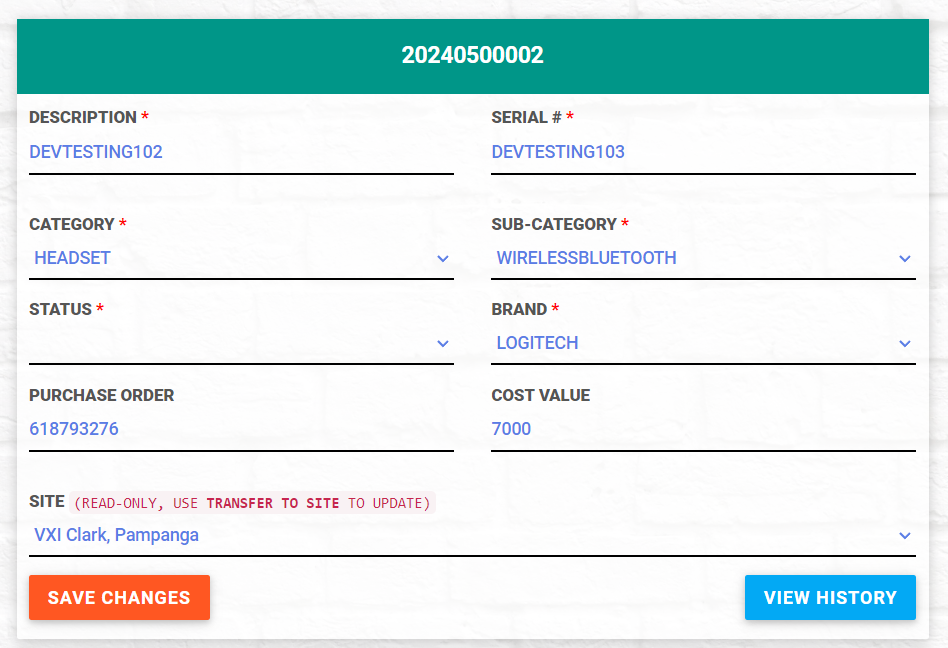 20240500002
DESCRIPTION * SERIAL # *
DEVTESTING102 DEVTESTING103
CATEGORY * SUB-CATEGORY *
HEADSET WIRELESSBLUETOOTH
STATUS * BRAND *
LOGITECH
PURCHASE ORDER COST VALUE
618793276 7000
SITE (READ-ONLY, USE TRANSFER TO SITE TO UPDATE)
VXI Clark, Pampanga
SAVE CHANGES VIEW HISTORY